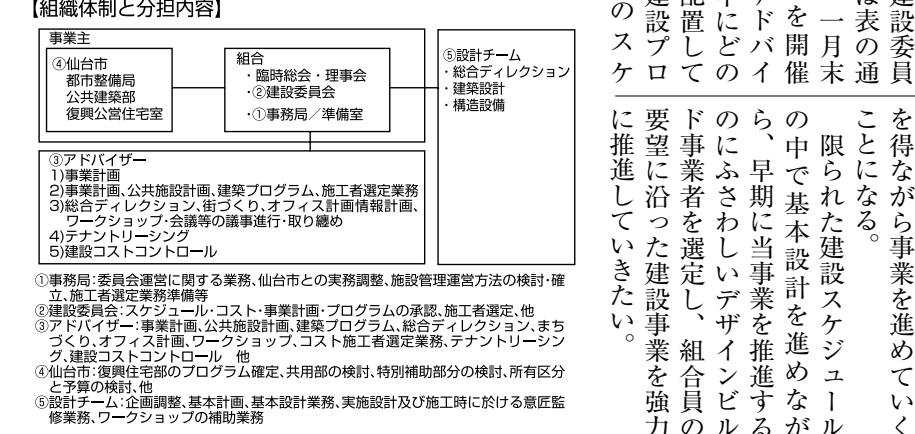 【組織体制と分担内容】
事業主
④仙台市
都市整備局
公共建築部
復興公営住宅室
組合
・臨時総会・理事会
・②建設委員会
・①事務局／準備室
⑤設計チーム
・総合ディレクション
・建築設計
・構造設備
③アドバイザー
1)事業計画
2)事業計画、公共施設計画、建築プログラム、施工者選定業務
3)総合ディレクション、街づくり、オフィス計画情報計画、
ワークショップ・会議等の議事進行・取り纏め
4)テナントリーシング
5)建設コストコントロール
①事務局：委員会運営に関する業務、仙台市との実務調整、施設管理運営方法の検討・確
立、施工者選定業務準備等
②建設委員会：スケジュール・コスト・事業計画・プログラムの承認、施工者選定、他
③アドバイザー：事業計画、公共施設計画、建築プログラム、総合ディレクション、まち
づくり、オフィス計画、ワークショップ、コスト施工者選定業務、テナントリーシン
グ、建設コストコントロール　他
④仙台市：復興住宅部のプログラム確定、共用部の検討、特別補助部分の検討、所有区分
と予算の検討、他
⑤設計チーム：企画調整、基本計画、基本設計業務、実施設計及び施工時に於ける意匠監
修業務、ワークショップの補助業務
建設委員
は表の通
一月末
を開催
アドバイ
中にどの
配置して
建設プロ
のスケ
を得ながら事業を進めていく
ことになる。
限られた建設スケジュール
の中で基本設計を進めなが
ら、早期に当事業を推進する
のにふさわしいデザインビル
ド事業者を選定し、組合員の
要望に沿った建設事業を強力
に推進していきたい。